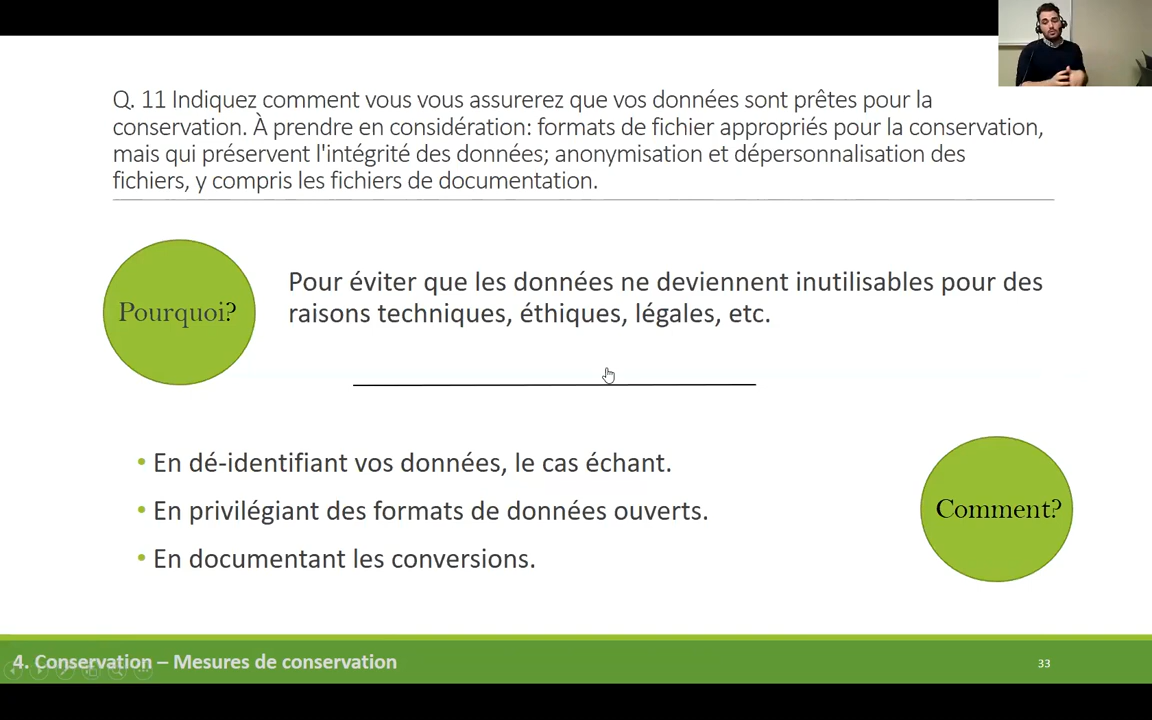 Q. 11 Indiquez comment vous vous assurerez que vos données sont prêtes pour la
conservation. À prendre en considération: formats de fichier appropriés pour la conservation,
mais qui préservent l'intégrité des données; anonymisation et dépersonnalisation des
fichiers, y compris les fichiers de documentation.
Pourquoi?
Pour éviter que les données ne deviennent inutilisables pour des
raisons techniques, éthiques, légales, etc.
• En dé-identifiant vos données, le cas échant.
• En privilégiant des formats de données ouverts.
• En documentant les conversions.
Comment?
4. Conservation – Mesures de conservation
33